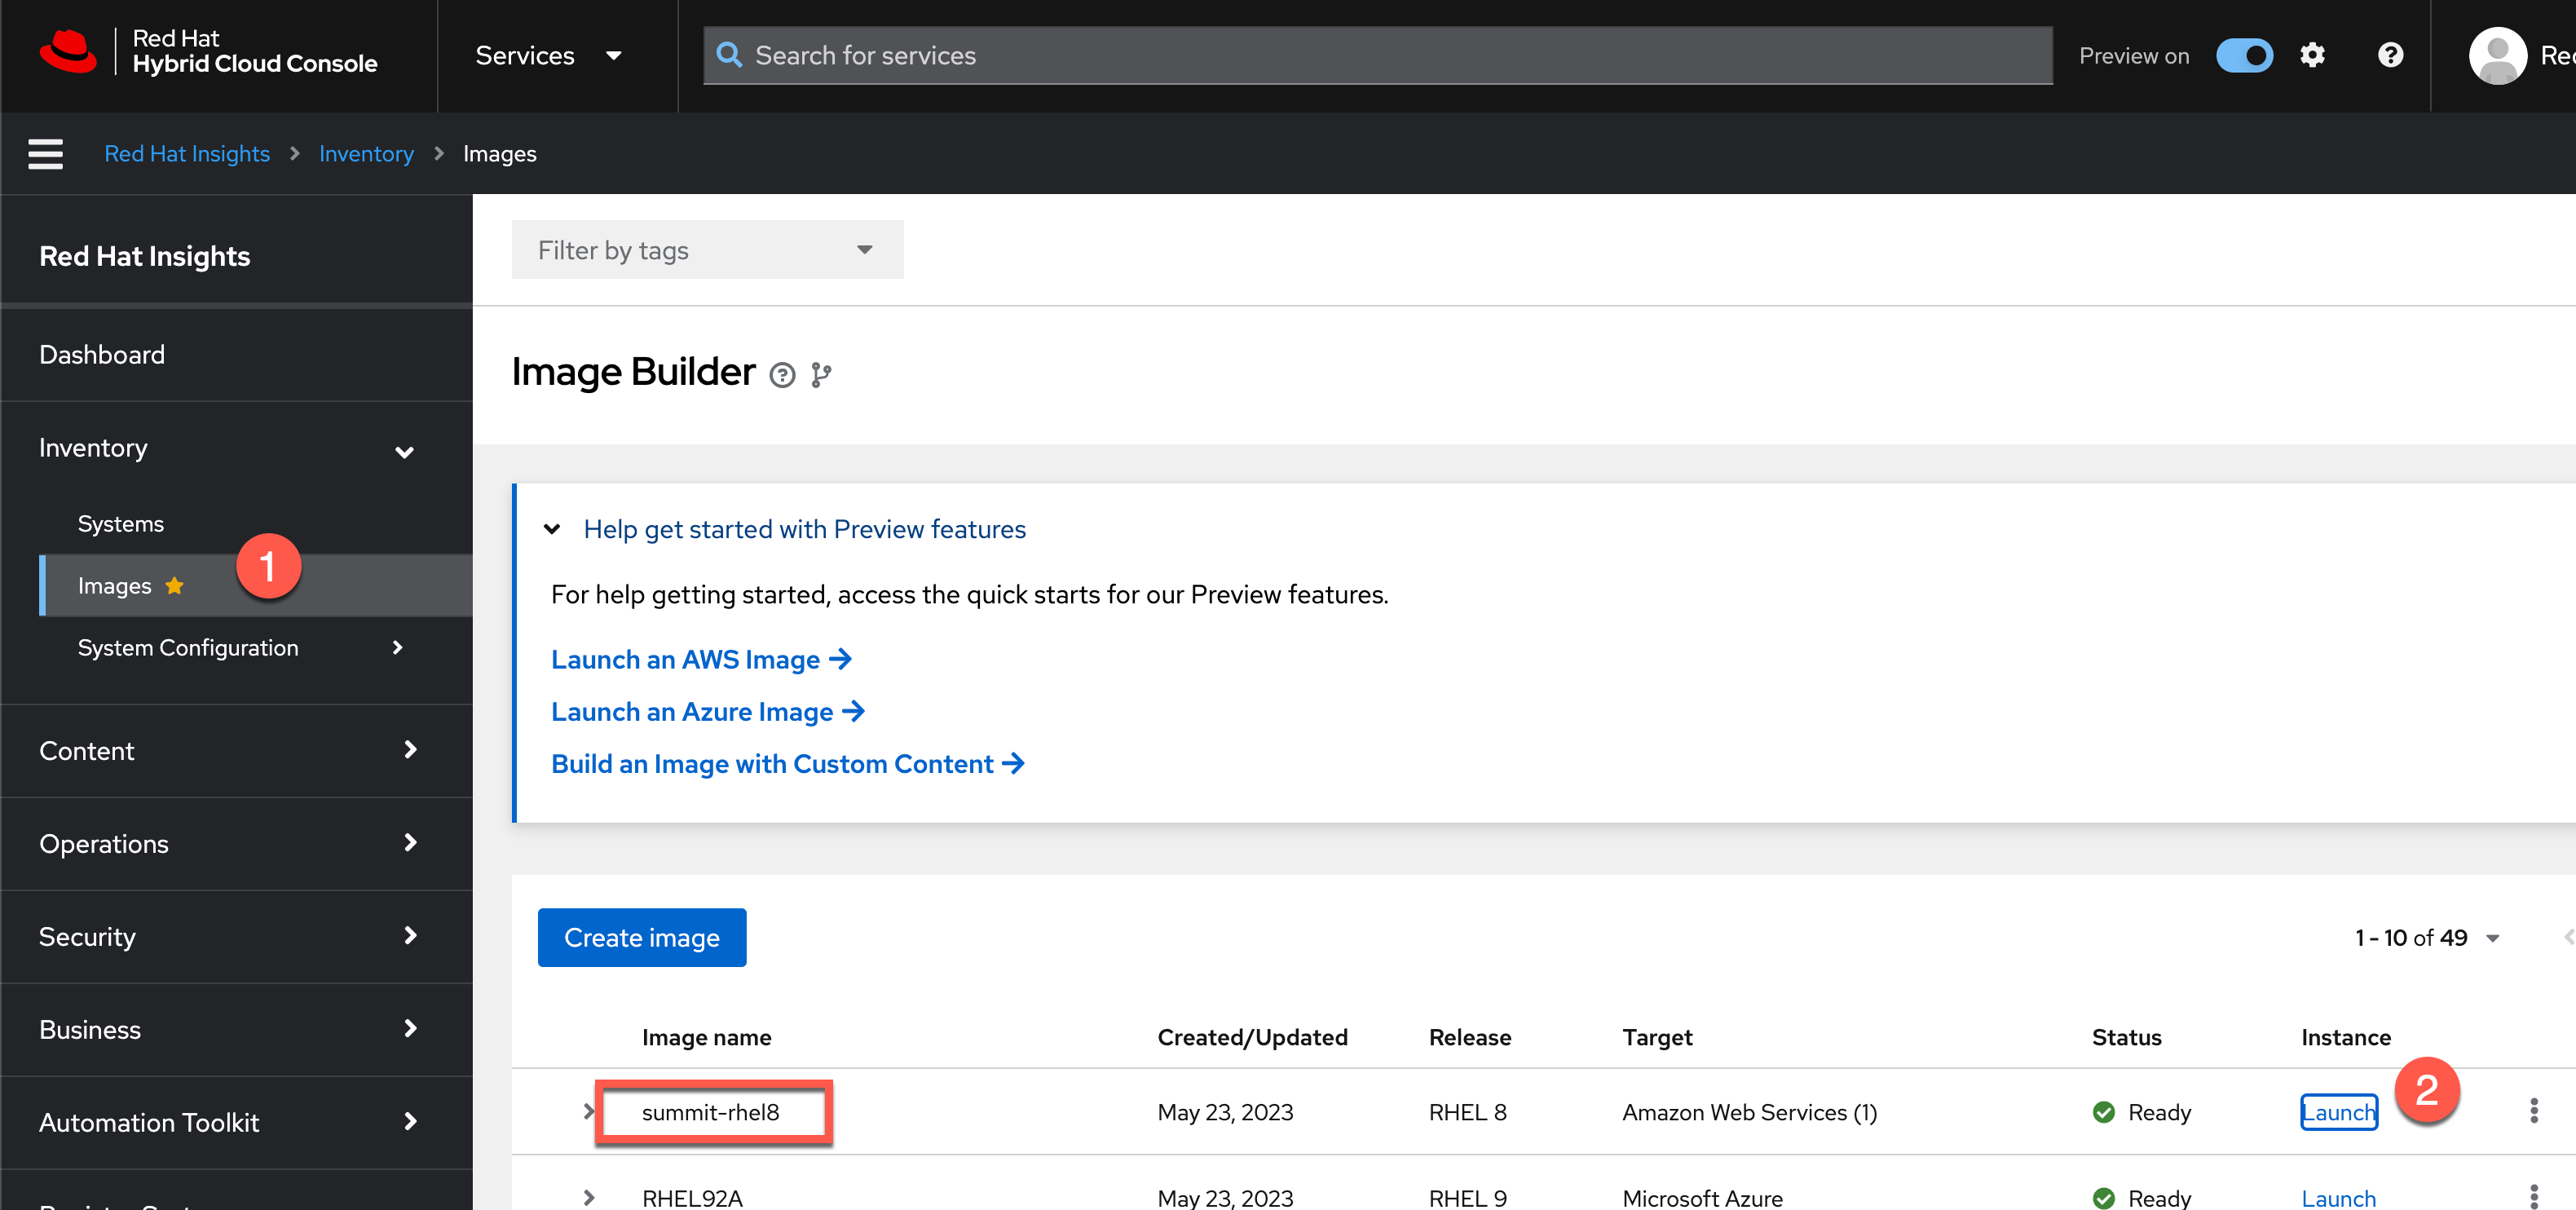 Red Hat
Hybrid Cloud Console
Services
Search for services
Preview on
Red Hat Insights > Inventory > Images
Red Hat Insights
Dashboard
Inventory
Systems
Images
1
System Configuration
Content
Operations
Security
Business
Automation Toolkit
Filter by tags
Image Builder
Help get started with Preview features
For help getting started, access the quick starts for our Preview features.
Launch an AWS Image
Launch an Azure Image
Build an Image with Custom Content
Create image
1 - 10 of 49
Image name Created/Updated Release Target Status Instance
summit-rhel8 May 23, 2023 RHEL 8 Amazon Web Services (1) Ready Launch 2
RHEL92A May 23, 2023 RHEL 9 Microsoft Azure Ready Launch